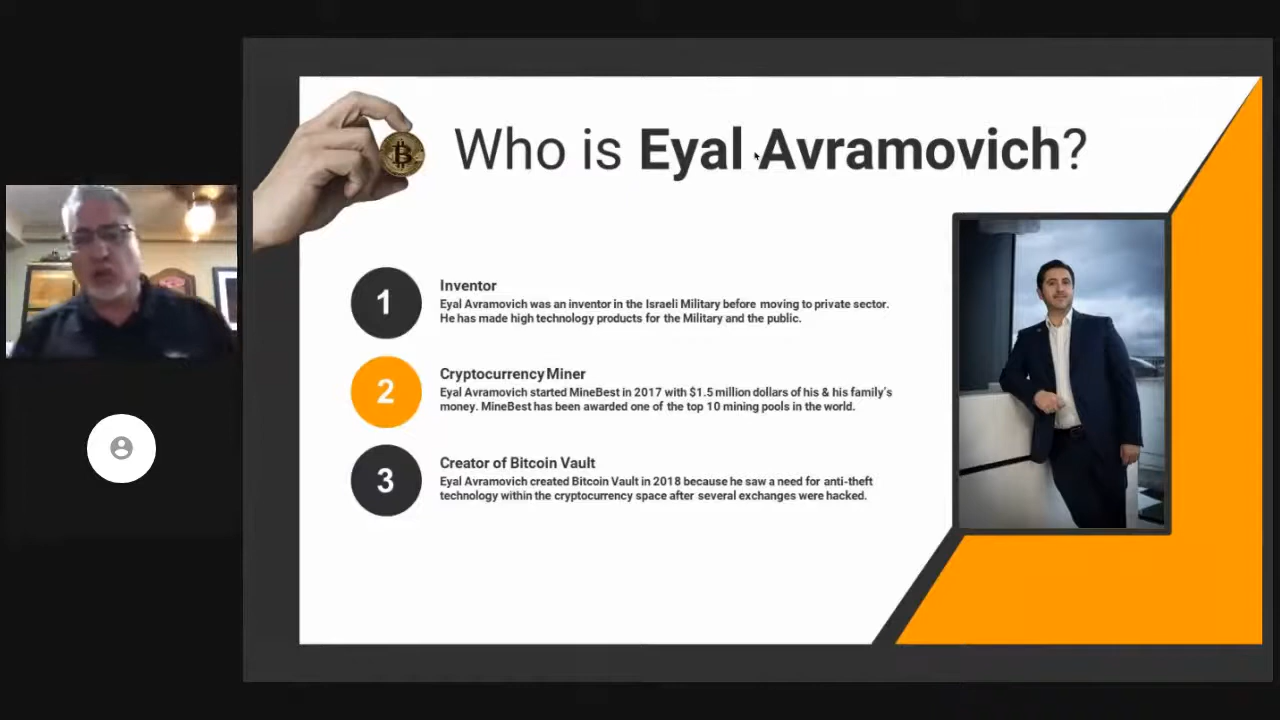 Who is Eyal Avramovich?
1
Inventor
Eyal Avramovich was an inventor in the Israeli Military before moving to private sector.
He has made high technology products for the Military and the public.
2
Cryptocurrency Miner
Eyal Avramovich started MineBest in 2017 with $1.5 million dollars of his & his family's
money. MineBest has been awarded one of the top 10 mining pools in the world.
3
Creator of Bitcoin Vault
Eyal Avramovich created Bitcoin Vault in 2018 because he saw a need for anti-theft
technology within the cryptocurrency space after several exchanges were hacked.